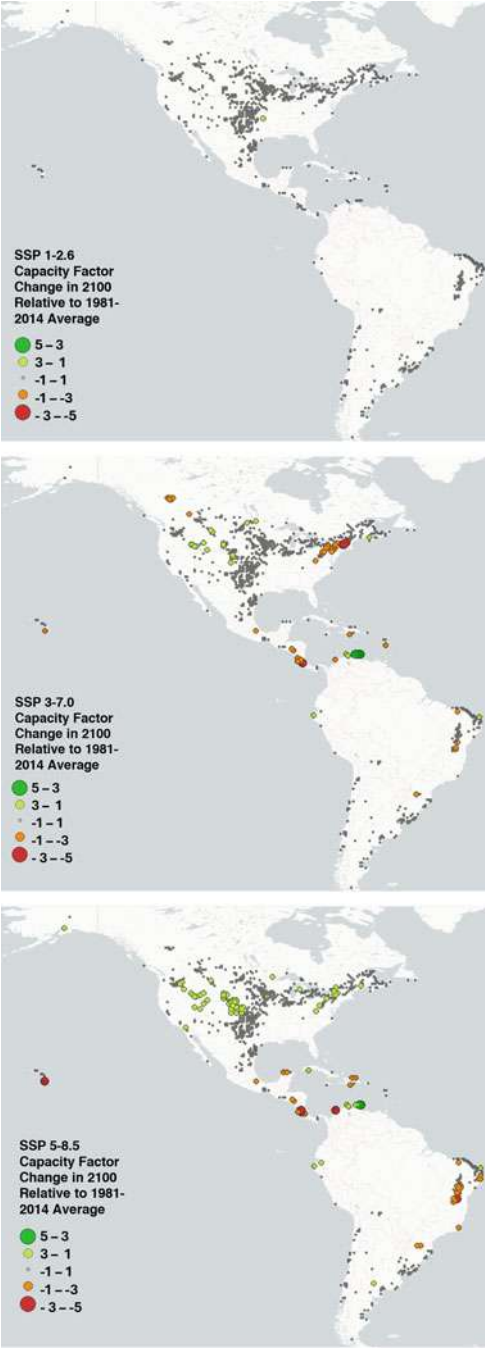 SSP 1-2.6
Capacity Factor
Change in 2100
Relative to 1981-
2014 Average
5 – 3
3 – 1
-1 – 1
-1 – -3
- 3 – -5
SSP 3-7.0
Capacity Factor
Change in 2100
Relative to 1981-
2014 Average
5 – 3
3 – 1
-1 – 1
-1 – -3
- 3 – -5
SSP 5-8.5
Capacity Factor
Change in 2100
Relative to 1981-
2014 Average
5 – 3
3 – 1
-1 – 1
-1 – -3
- 3 – -5